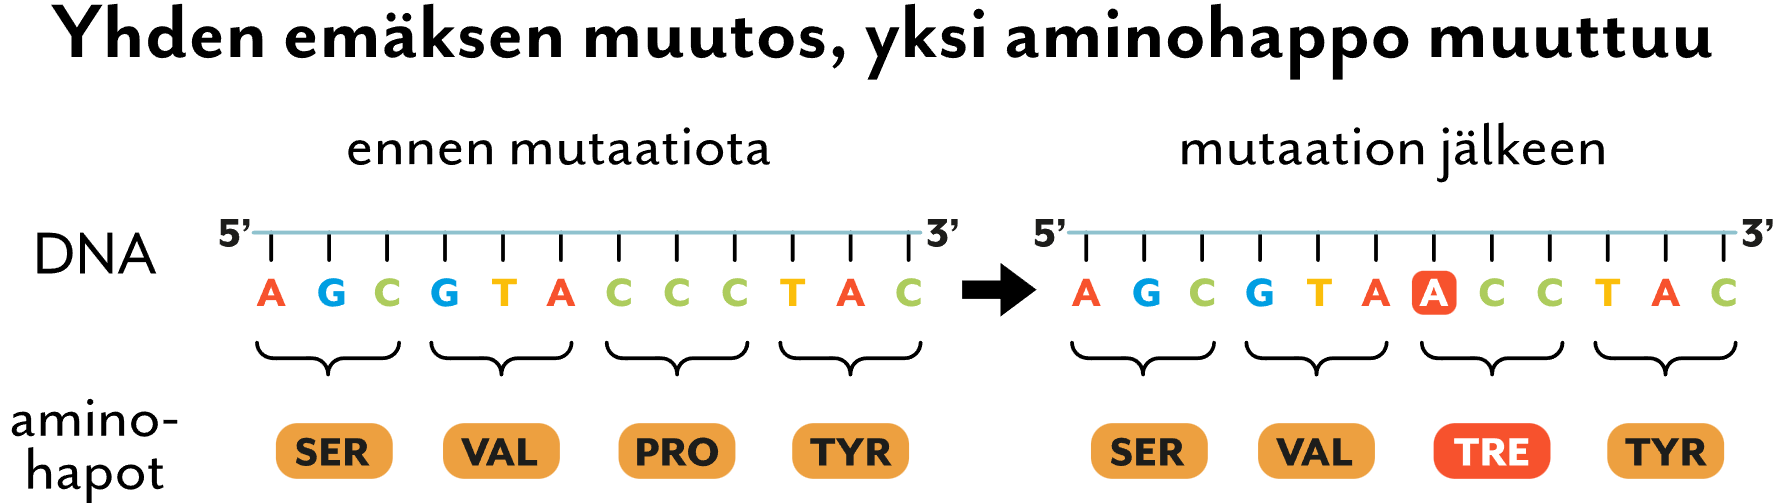 Yhden emäksen muutos, yksi aminohappo muuttuu
ennen mutaatiota
mutaation jälkeen
DNA 5’ 3’ 5’ 3’
A G C G T A C C C T A C A G C G T A A C C T A C
amino-
hapot
SER VAL PRO TYR SER VAL TRE TYR